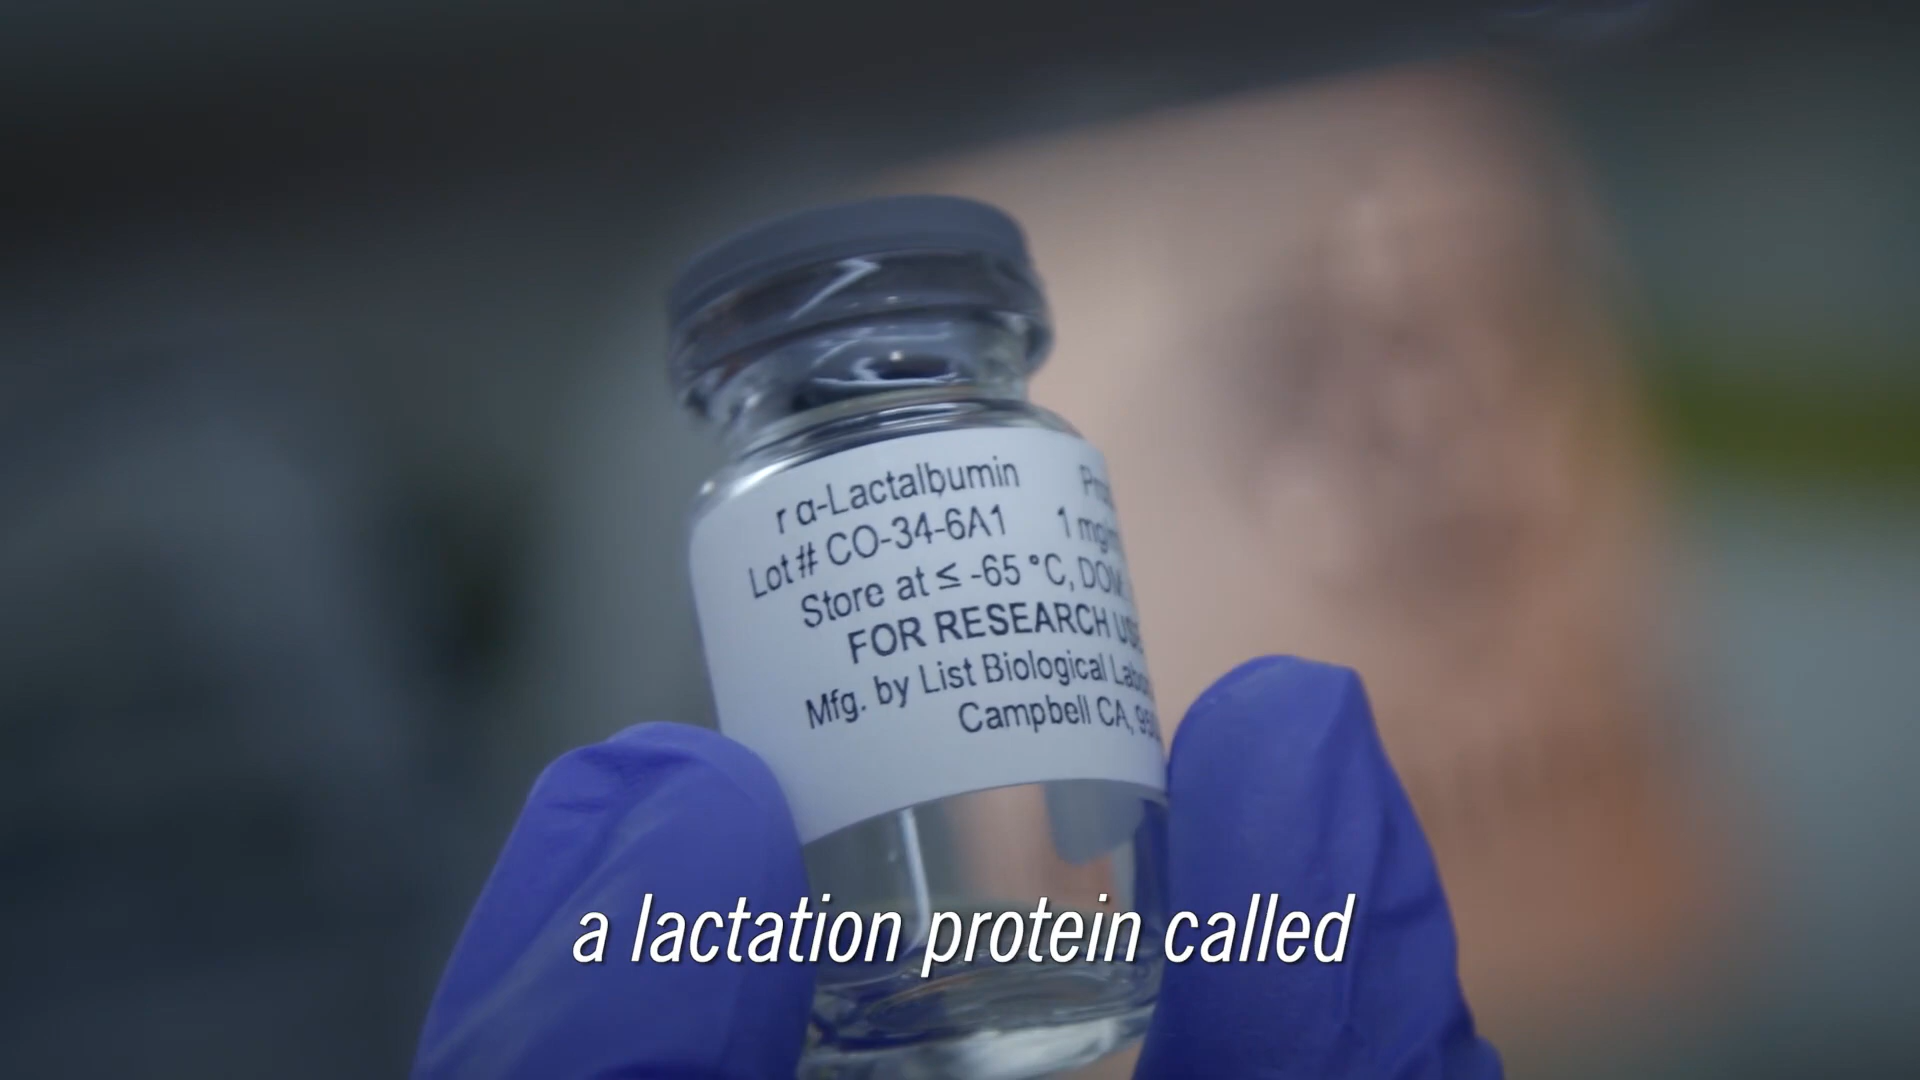 r α-Lactalbumin
Lot # CO-34-6A1 1
Store at ≤ -65 °C,
FOR RESEARCH
Mfg. by List Biological
Campbell CA,
a lactation protein called